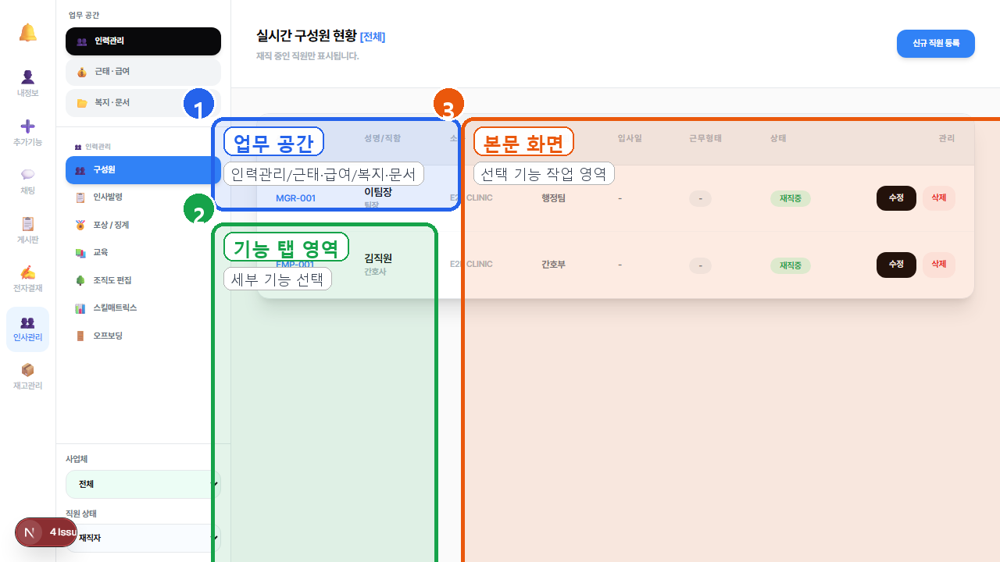 업무 공간
인력관리
근태 · 급여
복지 · 문서
내정보
추가기능
채팅
게시판
전자결재
인사관리
재고관리
인력관리
구성원
인사발령
포상 / 징계
교육
조직도 편집
스킬매트릭스
오프보딩
사업체
전체
직원 상태
재직자
4 Issu
실시간 구성원 현황 [전체]
재직 중인 직원만 표시됩니다.
신규 직원 등록
1
업무 공간
인력관리/근태·급여/복지·문서
2
기능 탭 영역
세부 기능 선택
3
본문 화면
선택 기능 작업 영역
성명/직함 소 입사일 근무형태 상태 관리
MGR-001 이팀장 팀장 E2E CLINIC 행정팀 - - 재직중 수정 삭제
EMP-001 김직원 간호사 E2E CLINIC 간호부 - - 재직중 수정 삭제